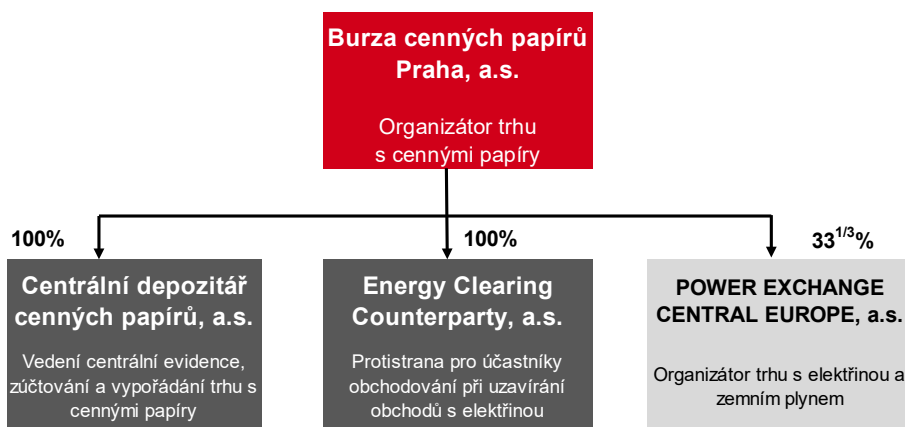 Burza cenných papírů
Praha, a.s.
Organizátor trhu
s cennými papíry
100%
100%
33^1/3%
Centrální depozitář
cenných papírů, a.s.
Vedení centrální evidence,
zúčtování a vypořádání trhu s
cennými papíry
Energy Clearing
Counterparty, a.s.
Protistrana pro účastníky
obchodování při uzavírání
obchodů s elektřinou
POWER EXCHANGE
CENTRAL EUROPE, a.s.
Organizátor trhu s elektřinou a
zemním plynem